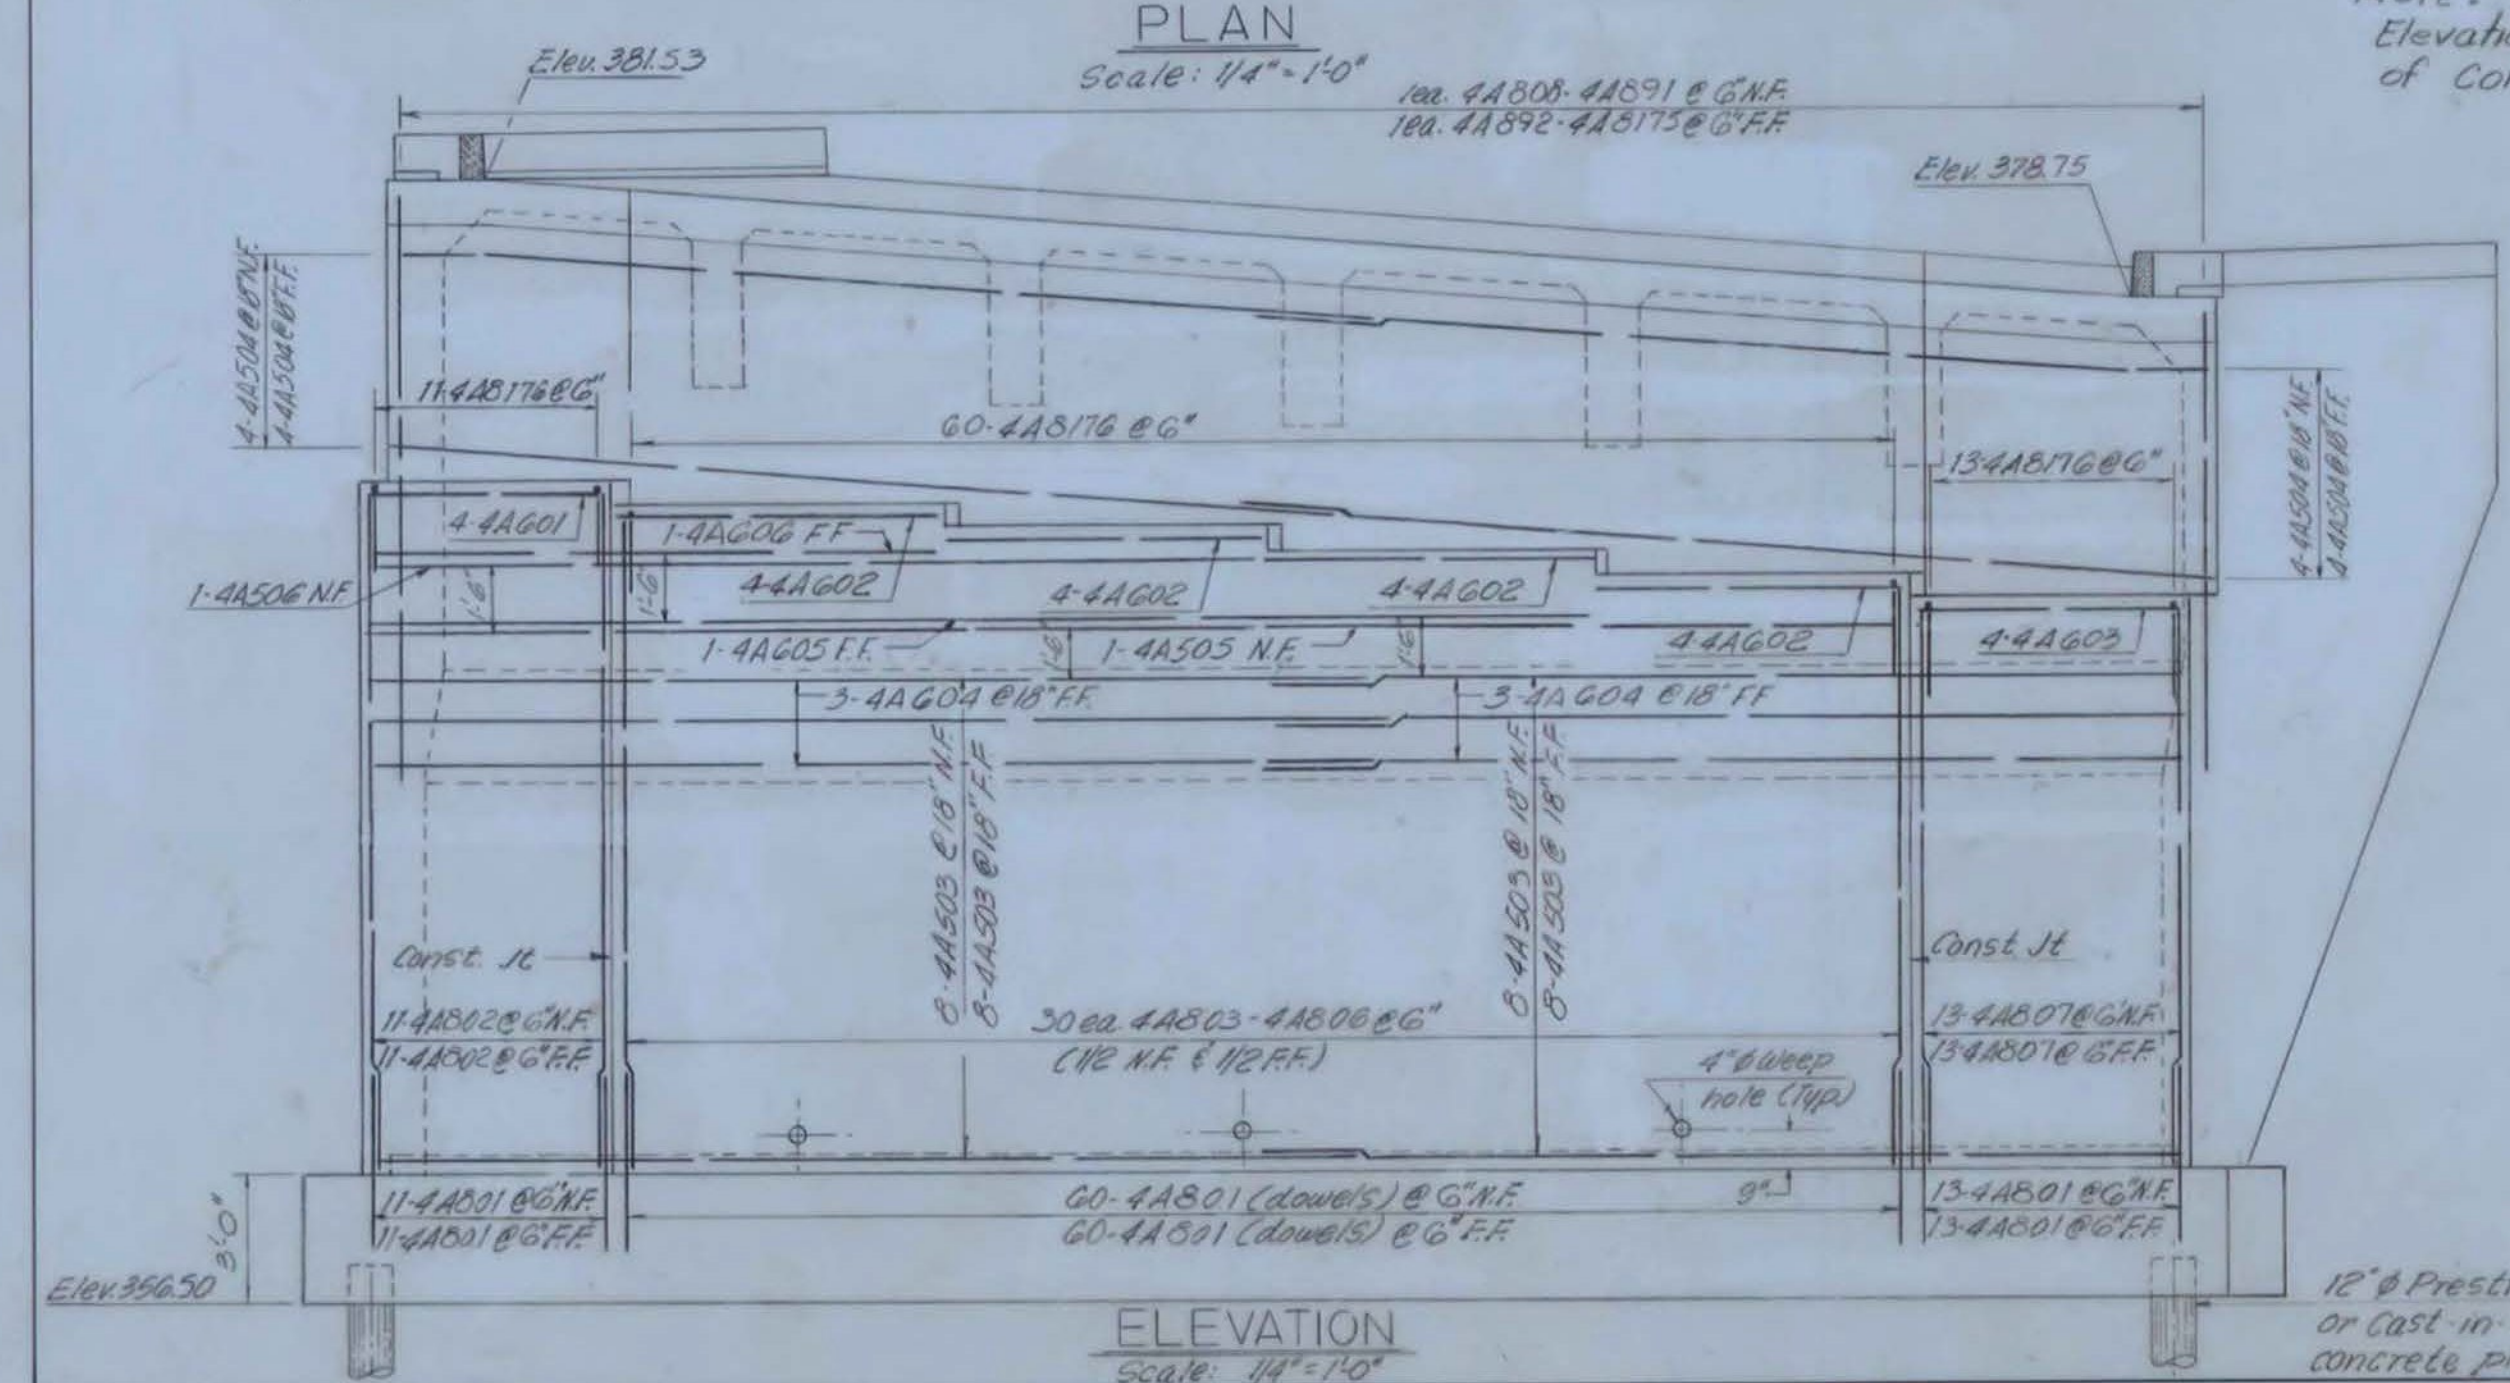 PLAN
Scale: 1/4"=1'-0"
Elev. 381.53
1ea. 4A808-4A891 @ 6" N.F.
1ea. 4A892-4A8175 @ 6" F.F.
of
Elev. 378.75
4-4A504 @ 18" N.F.
4-4A504 @ 18" F.F.
11-4A8176 @ 6"
60-4A8176 @ 6"
13-4A8176 @ 6"
4-4A504 @ 18" N.F.
4-4A504 @ 18" F.F.
4-4A601
1-4A606 F.F.
1-4A506 N.F.
1'-6"
1'-6"
4-4A602
4-4A602
4-4A602
4-4A602
4-4A603
1-4A605 F.F.
1'-6"
1-4A505 N.F.
1'-6"
3-4A604 @ 18" F.F.
3-4A604 @ 18" F.F.
8-4A503 @ 18" N.F.
8-4A503 @ 18" F.F.
8-4A503 @ 18" N.F.
8-4A503 @ 18" F.F.
Const. Jt
Const. Jt
11-4A802 @ 6" N.F.
11-4A802 @ 6" F.F.
30 ea. 4A803-4A806 @ 6"
(1/2 N.F. & 1/2 F.F.)
13-4A807 @ 6" N.F.
13-4A807 @ 6" F.F.
4" φ Weep
hole (Typ.)
9"
3'-0"
11-4A801 @ 6" N.F.
11-4A801 @ 6" F.F.
60-4A801 (dowels) @ 6" N.F.
60-4A801 (dowels) @ 6" F.F.
13-4A801 @ 6" N.F.
13-4A801 @ 6" F.F.
Elev. 356.50
12" φ
or Cast-in-
concrete
ELEVATION
Scale: 1/4"=1'-0"